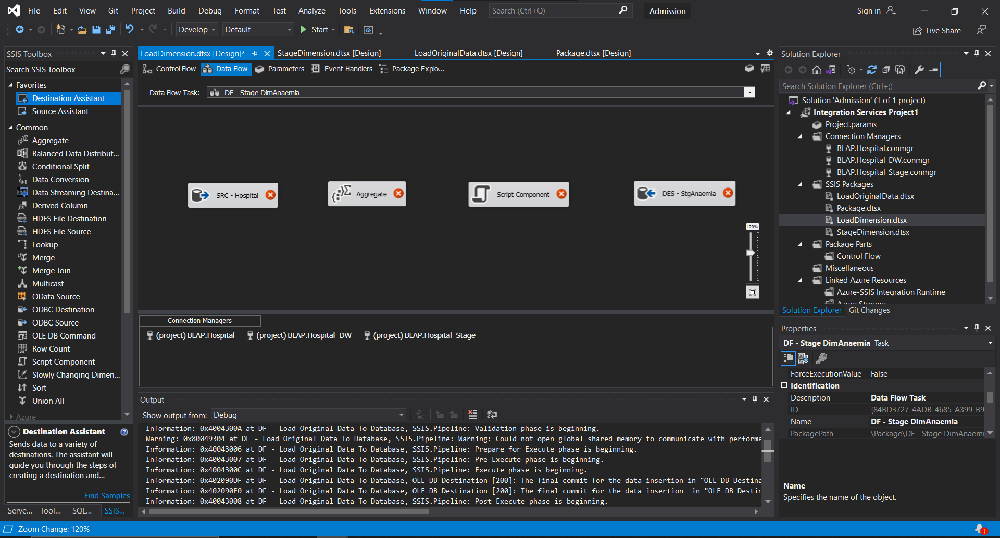 File Edit View Git Project Build Debug Format Test Analyze Tools Extensions Window Help Search (Ctrl+Q) Admission Sign in
Develop Default Start Live Share
SSIS Toolbox
Search SSIS Toolbox
Favorites
Destination Assistant
Source Assistant
Common
Aggregate
Balanced Data Distribut...
Conditional Split
Data Conversion
Data Streaming Destina...
Derived Column
HDFS File Destination
HDFS File Source
Lookup
Merge
Merge Join
Multicast
OData Source
ODBC Destination
ODBC Source
OLE DB Command
Row Count
Script Component
Slowly Changing Dimen...
Sort
Union All
Azure
Destination Assistant
Sends data to a variety of
destinations. The assistant will
guide you through the steps of
creating a destination and...
Find Samples
Serve... Tool... SQL... SSIS...
LoadDimension.dtsx [Design]* StageDimension.dtsx [Design] LoadOriginalData.dtsx [Design] Package.dtsx [Design]
Control Flow Data Flow Parameters Event Handlers Package Explo...
Data Flow Task: DF - Stage DimAnaemia
SRC - Hospital
Aggregate
Script Component
DES - StgAnaemia
120%
Connection Managers
(project) BLAP.Hospital (project) BLAP.Hospital_DW (project) BLAP.Hospital_Stage
Output
Show output from: Debug
Information: 0x4004300A at DF - Load Original Data To Database, SSIS.Pipeline: Validation phase is beginning.
Warning: 0x80049304 at DF - Load Original Data To Database, SSIS.Pipeline: Warning: Could not open global shared memory to communicate with performa
Information: 0x40043006 at DF - Load Original Data To Database, SSIS.Pipeline: Prepare for Execute phase is beginning.
Information: 0x40043007 at DF - Load Original Data To Database, SSIS.Pipeline: Pre-Execute phase is beginning.
Information: 0x4004300C at DF - Load Original Data To Database, SSIS.Pipeline: Execute phase is beginning.
Information: 0x402090DF at DF - Load Original Data To Database, OLE DB Destination [200]: The final commit for the data insertion in "OLE DB Destina
Information: 0x402090E0 at DF - Load Original Data To Database, OLE DB Destination [200]: The final commit for the data insertion  in "OLE DB Destin
Information: 0x40043008 at DF - Load Original Data To Database, SSIS.Pipeline: Post Execute phase is beginning.
Solution Explorer
Search Solution Explorer (Ctrl+;)
Solution 'Admission' (1 of 1 project)
Integration Services Project1
Project.params
Connection Managers
BLAP.Hospital.conmgr
BLAP.Hospital_DW.conmgr
BLAP.Hospital_Stage.conmgr
SSIS Packages
LoadOriginalData.dtsx
Package.dtsx
LoadDimension.dtsx
StageDimension.dtsx
Package Parts
Control Flow
Miscellaneous
Linked Azure Resources
Azure-SSIS Integration Runtime
Azure Storage
Solution Explorer Git Changes
Properties
DF - Stage DimAnaemia Task
ForceExecutionValue False
Identification
Description Data Flow Task
ID {84BD3727-4ADB-4685-A399-B9
Name DF - Stage DimAnaemia
PackagePath \Package\DF - Stage DimAnaemi
Name
Specifies the name of the object.
Zoom Change: 120%
1